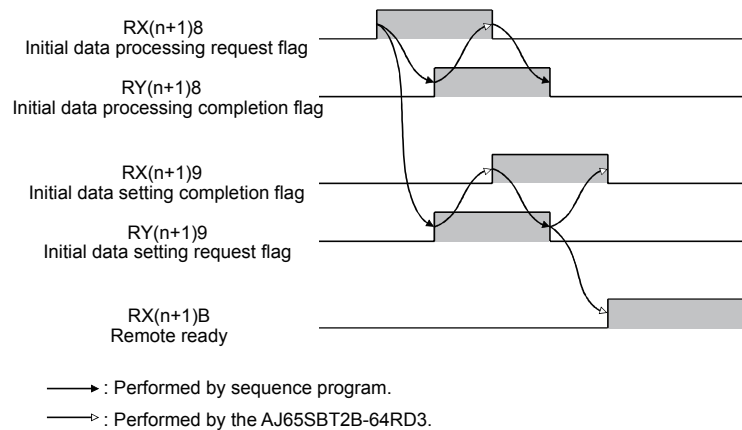 RX(n+1)8
Initial data processing request flag
RY(n+1)8
Initial data processing completion flag
RX(n+1)9
Initial data setting completion flag
RY(n+1)9
Initial data setting request flag
RX(n+1)B
Remote ready
: Performed by sequence program.
: Performed by the AJ65SBT2B-64RD3.